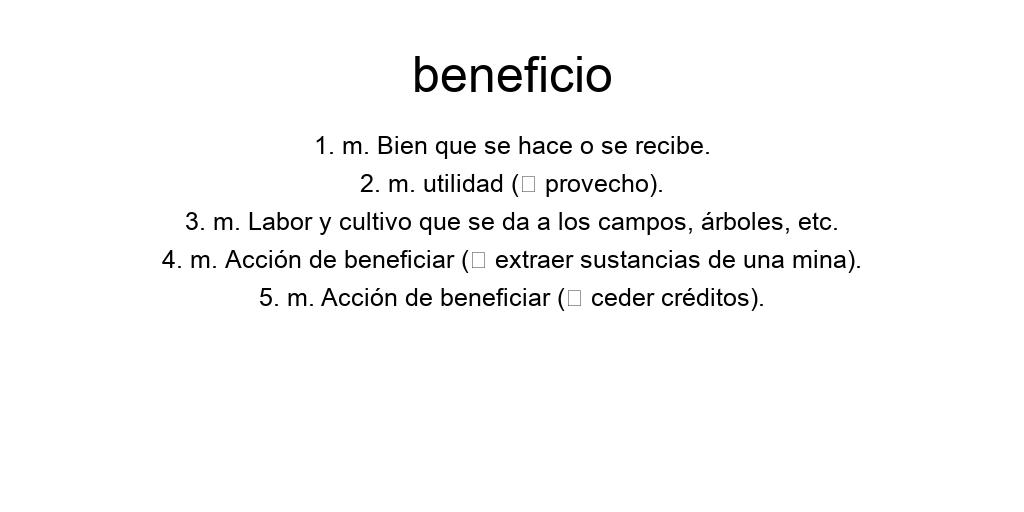 beneficio
1. m. Bien que se hace o se recibe.
2. m. utilidad (□ provecho).
3. m. Labor y cultivo que se da a los campos, árboles, etc.
4. m. Acción de beneficiar (□ extraer sustancias de una mina).
5. m. Acción de beneficiar (□ ceder créditos).